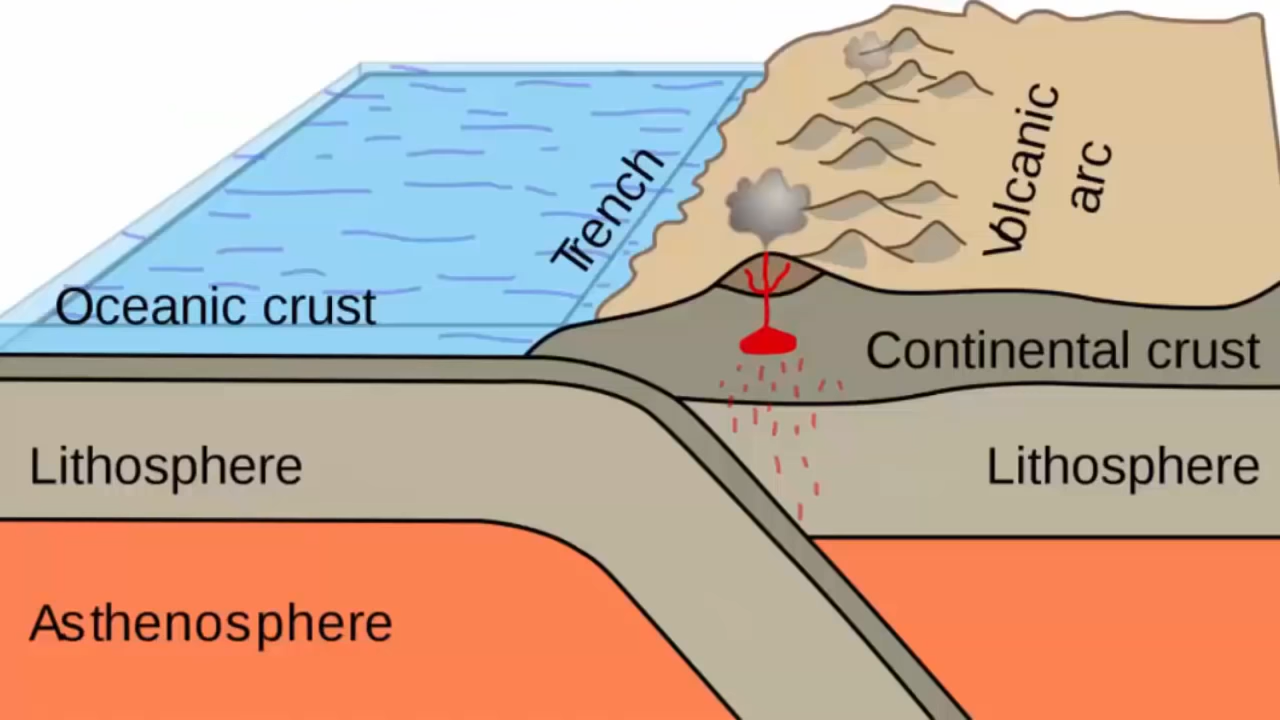 Trench
Volcanic
arc
Oceanic crust
Continental crust
Lithosphere
Lithosphere
Asthenosphere